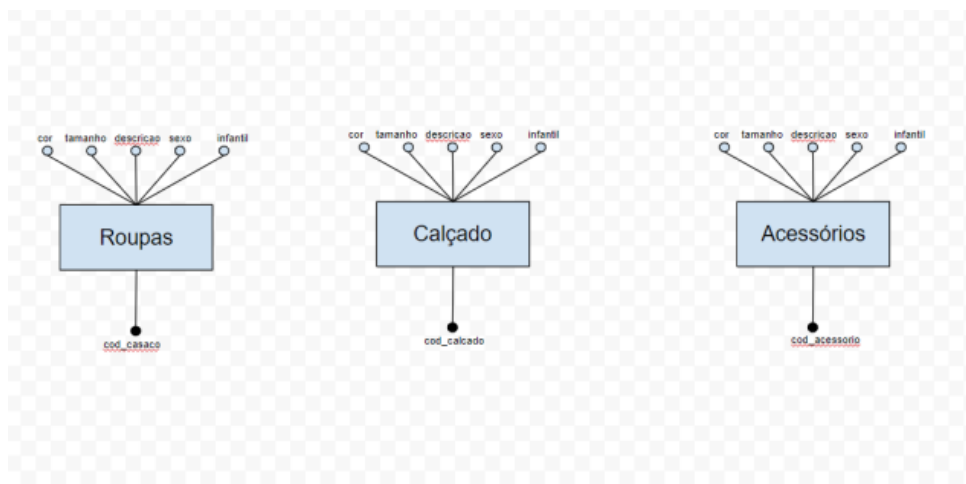 cor tamanho descricao sexo infantil
Roupas
cod_casaco
cor tamanho descricao sexo infantil
Calçado
cod_calcado
cor tamanho descricao sexo infantil
Acessórios
cod_acessorio